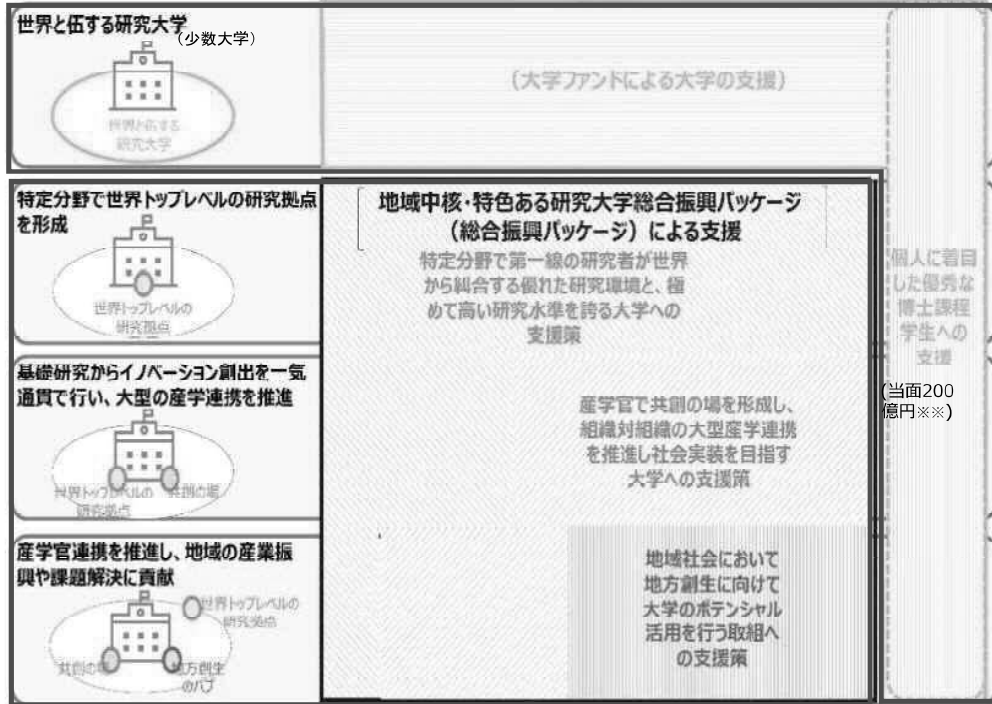 世界と伍する研究大学
（少数大学）
世界と伍する
研究大学
（大学ファンドによる大学の支援）
特定分野で世界トップレベルの研究拠点
を形成
世界トップレベルの
研究拠点
地域中核・特色ある研究大学総合振興パッケージ
（総合振興パッケージ）による支援
特定分野で第一線の研究者が世界
から糾合する優れた研究環境と、極
めて高い研究水準を誇る大学への
支援策
基礎研究からイノベーション創出を一気
通貫で行い、大型の産学連携を推進
世界トップレベルの
研究拠点
共創の場
産学官で共創の場を形成し、
組織対組織の大型産学連携
を推進し社会実装を目指す
大学への支援策
産学官連携を推進し、地域の産業振
興や課題解決に貢献
世界トップレベルの
研究拠点
共創の場
地方創生
のハブ
地域社会において
地方創生に向けて
大学のポテンシャル
活用を行う取組へ
の支援策
個人に着目
した優秀な
博士課程
学生への
支援
(当面200
億円※※)